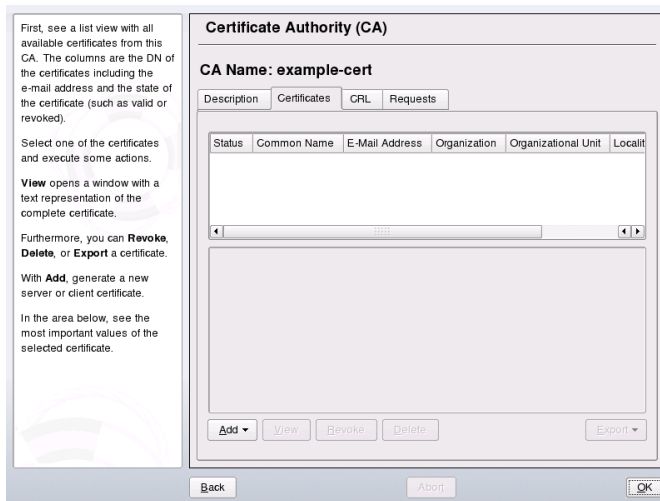 First, see a list view with all
available certificates from this
CA. The columns are the DN of
the certificates including the
e-mail address and the state of
the certificate (such as valid or
revoked).
Select one of the certificates
and execute some actions.
View opens a window with a
text representation of the
complete certificate.
Furthermore, you can Revoke,
Delete, or Export a certificate.
With Add, generate a new
server or client certificate.
In the area below, see the
most important values of the
selected certificate.
Certificate Authority (CA)
CA Name: example-cert
Description Certificates CRL Requests
Status Common Name E-Mail Address Organization Organizational Unit Localit
Add View Revoke Delete Export
Back Abort OK